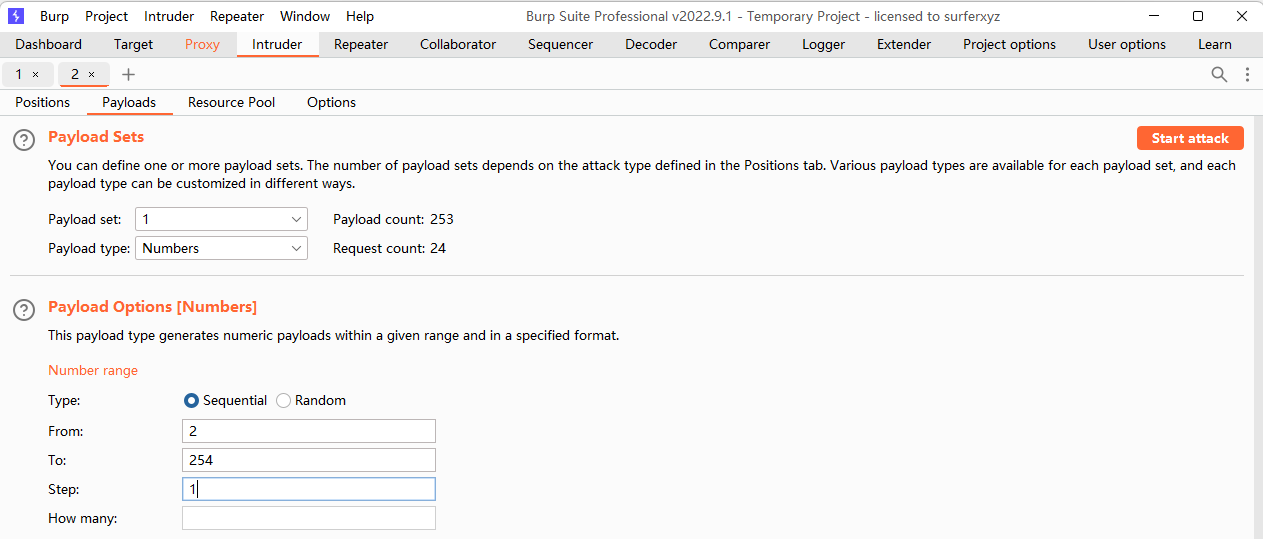 Burp Project Intruder Repeater Window Help Burp Suite Professional v2022.9.1 - Temporary Project - licensed to surferxyz
Dashboard Target Proxy Intruder Repeater Collaborator Sequencer Decoder Comparer Logger Extender Project options User options Learn
1 × 2 ×
Positions Payloads Resource Pool Options
Payload Sets Start attack
You can define one or more payload sets. The number of payload sets depends on the attack type defined in the Positions tab. Various payload types are available for each payload set, and each
payload type can be customized in different ways.
Payload set: 1 Payload count: 253
Payload type: Numbers Request count: 24
Payload Options [Numbers]
This payload type generates numeric payloads within a given range and in a specified format.
Number range
Type: Sequential Random
From: 2
To: 254
Step: 1
How many: